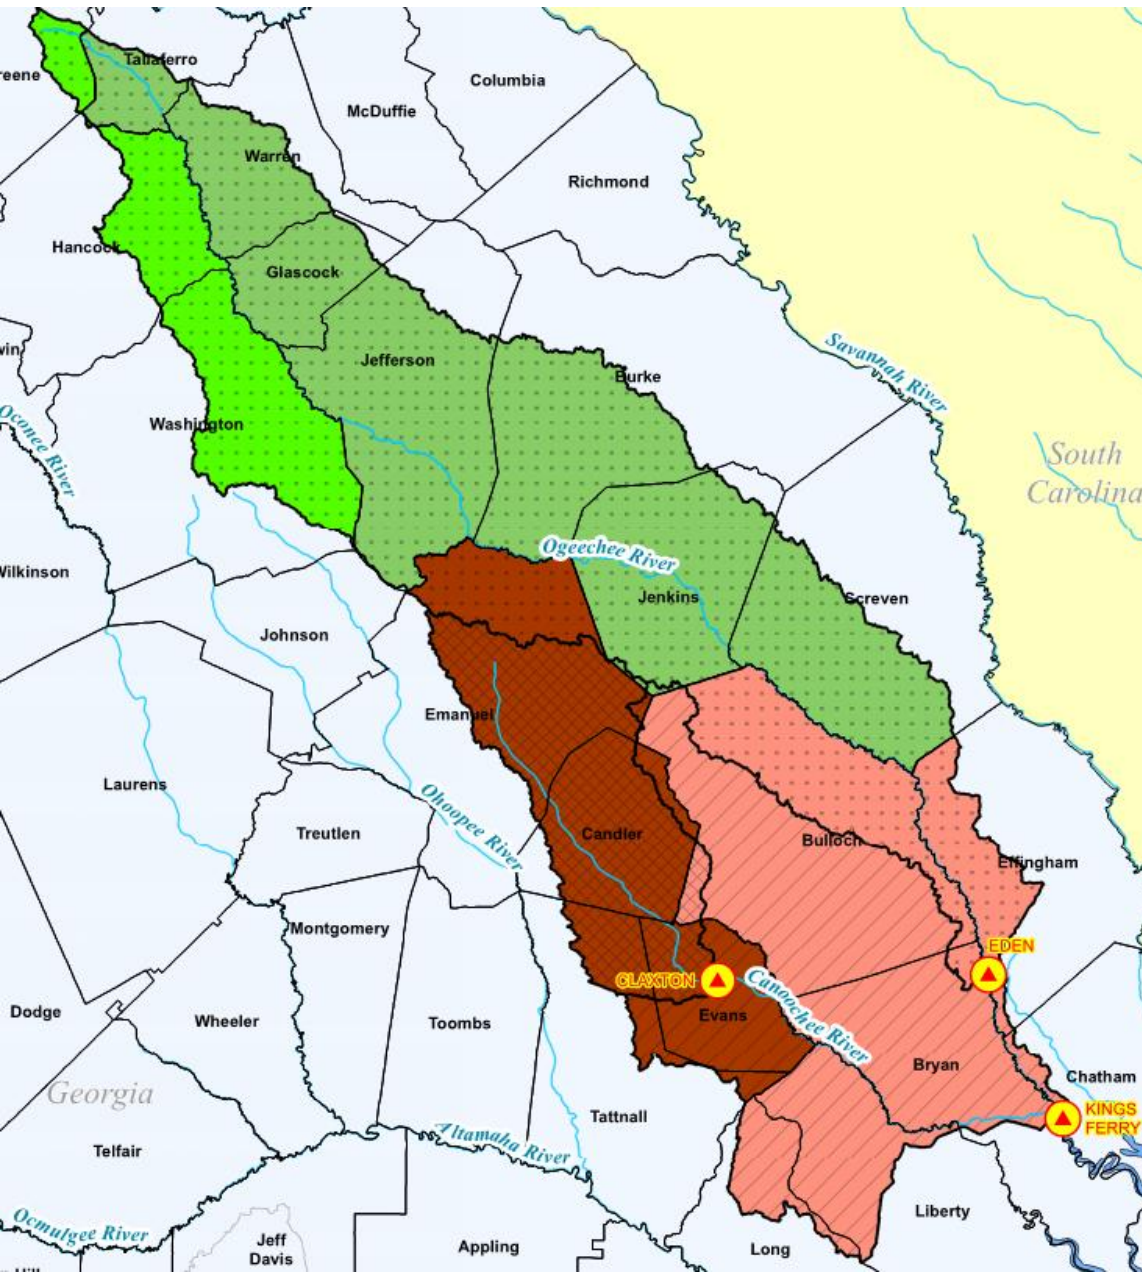 Taliaferro
reene
Columbia
McDuffie
Warren
Richmond
Hancock
Glascock
Savannah River
win
Jefferson
Burke
Oconee River
Washington
South
Carolina
Ogeechee River
Wilkinson
Jenkins
Screven
Johnson
Emanuel
Laurens
Ohoopee River
Treutlen
Candler
Bulloch
Effingham
Montgomery
EDEN
CLAXTON
Canoochee River
Dodge
Wheeler
Toombs
Evans
Bryan
Chatham
Georgia
KINGS
FERRY
Tattnall
Telfair
Altamaha River
Liberty
Ocmulgee River
Jeff
Davis
Appling
Long